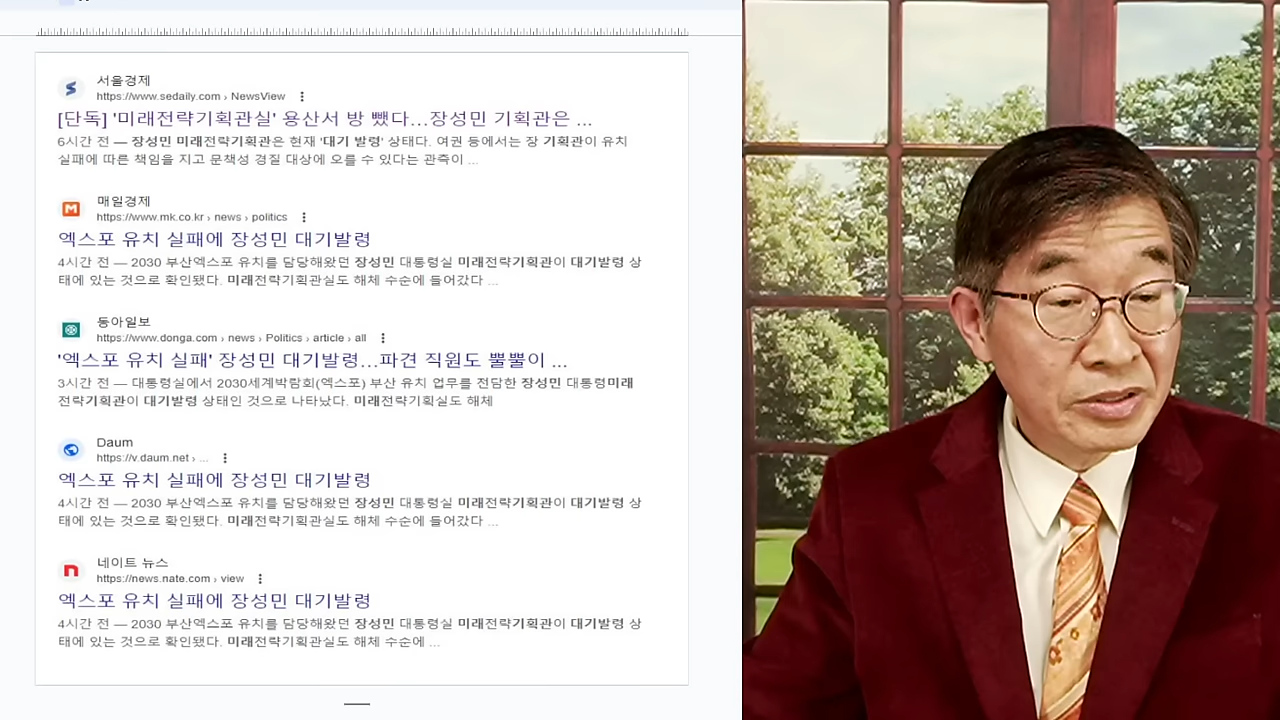 서울경제
https://www.sedaily.com › NewsView
[단독] '미래전략기획관실' 용산서 방 뺐다...장성민 기획관은 ...
6시간 전 — 장성민 미래전략기획관은 현재 '대기 발령' 상태다. 여권 등에서는 장 기획관이 유치
실패에 따른 책임을 지고 문책성 경질 대상에 오를 수 있다는 관측이 ...
매일경제
https://www.mk.co.kr › news › politics
엑스포 유치 실패에 장성민 대기발령
4시간 전 — 2030 부산엑스포 유치를 담당해왔던 장성민 대통령실 미래전략기획관이 대기발령 상
태에 있는 것으로 확인됐다. 미래전략기획관실도 해체 수순에 들어갔다 ...
동아일보
https://www.donga.com › news › Politics › article › all
'엑스포 유치 실패' 장성민 대기발령...파견 직원도 뿔뿔이 ...
3시간 전 — 대통령실에서 2030세계박람회(엑스포) 부산 유치 업무를 전담한 장성민 대통령미래
전략기획관이 대기발령 상태인 것으로 나타났다. 미래전략기획실도 해체
Daum
https://v.daum.net › ...
엑스포 유치 실패에 장성민 대기발령
4시간 전 — 2030 부산엑스포 유치를 담당해왔던 장성민 대통령실 미래전략기획관이 대기발령 상
태에 있는 것으로 확인됐다. 미래전략기획관실도 해체 수순에 들어갔다 ...
네이트 뉴스
https://news.nate.com › view
엑스포 유치 실패에 장성민 대기발령
4시간 전 — 2030 부산엑스포 유치를 담당해왔던 장성민 대통령실 미래전략기획관이 대기발령 상
태에 있는 것으로 확인됐다. 미래전략기획관실도 해체 수순에 ...